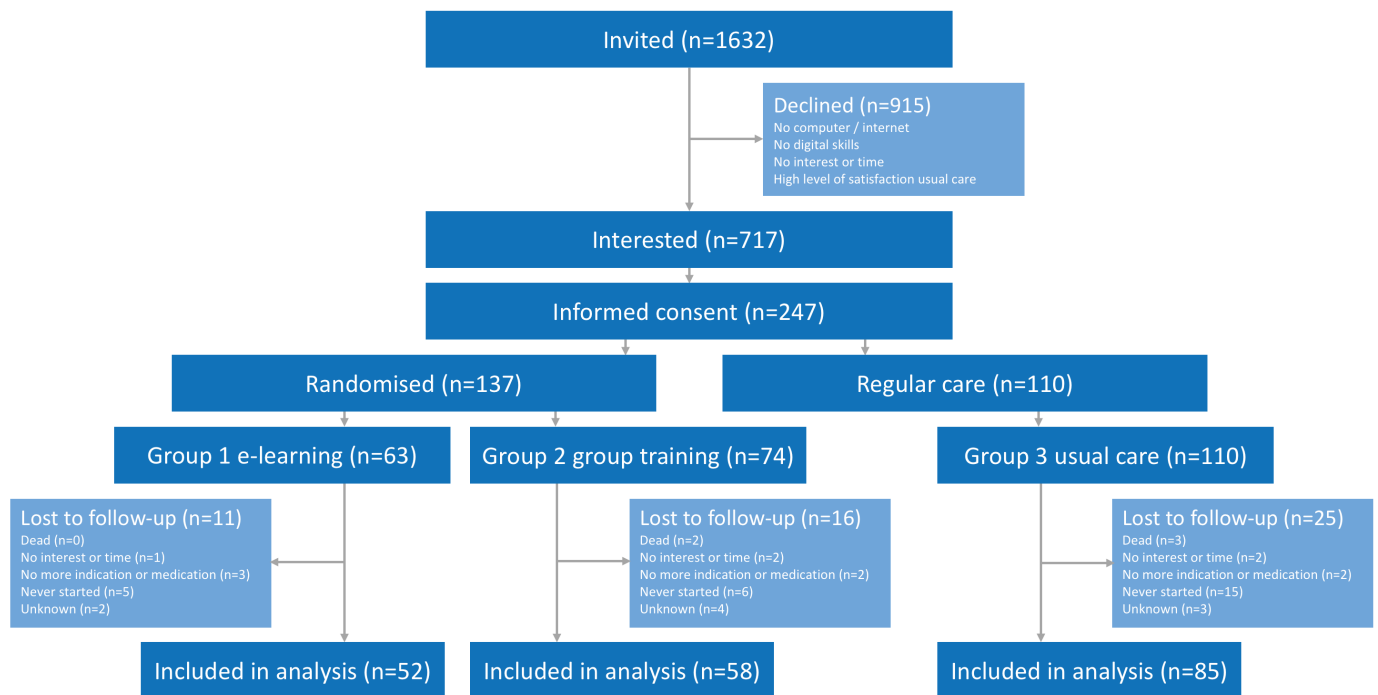 Invited (n=1632)
Declined (n=915)
No computer / internet
No digital skills
No interest or time
High level of satisfaction usual care
Interested (n=717)
Informed consent (n=247)
Randomised (n=137)
Regular care (n=110)
Group 1 e-learning (n=63)
Group 2 group training (n=74)
Group 3 usual care (n=110)
Lost to follow-up (n=11)
Dead (n=0)
No interest or time (n=1)
No more indication or medication (n=3)
Never started (n=5)
Unknown (n=2)
Lost to follow-up (n=16)
Dead (n=2)
No interest or time (n=2)
No more indication or medication (n=2)
Never started (n=6)
Unknown (n=4)
Lost to follow-up (n=25)
Dead (n=3)
No interest or time (n=2)
No more indication or medication (n=2)
Never started (n=15)
Unknown (n=3)
Included in analysis (n=52)
Included in analysis (n=58)
Included in analysis (n=85)